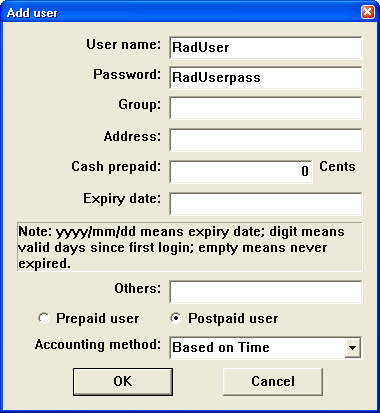 Add user
User name: RadUser
Password: RadUserpass
Group:
Address:
Cash prepaid: 0 Cents
Expiry date:
Note: yyyy/mm/dd means expiry date; digit means
valid days since first login; empty means never
expired.
Others:
Prepaid user Postpaid user
Accounting method: Based on Time
OK Cancel